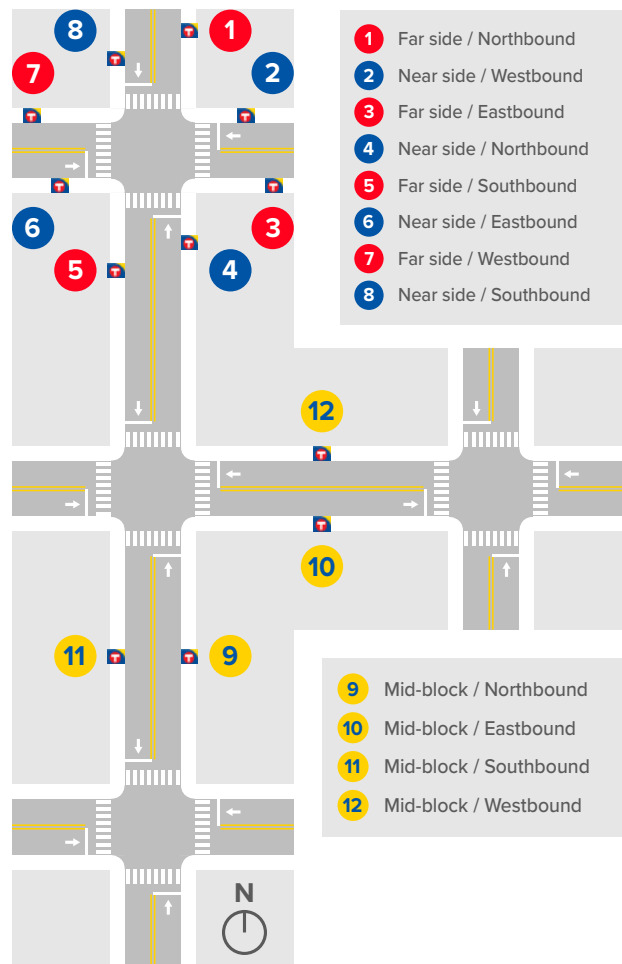 8
1
7
2
6
3
5
4
12
10
11
9
N
1 Far side / Northbound
2 Near side / Westbound
3 Far side / Eastbound
4 Near side / Northbound
5 Far side / Southbound
6 Near side / Eastbound
7 Far side / Westbound
8 Near side / Southbound
9 Mid-block / Northbound
10 Mid-block / Eastbound
11 Mid-block / Southbound
12 Mid-block / Westbound
T
T
T
T
T
T
T
T
T
T
T
T